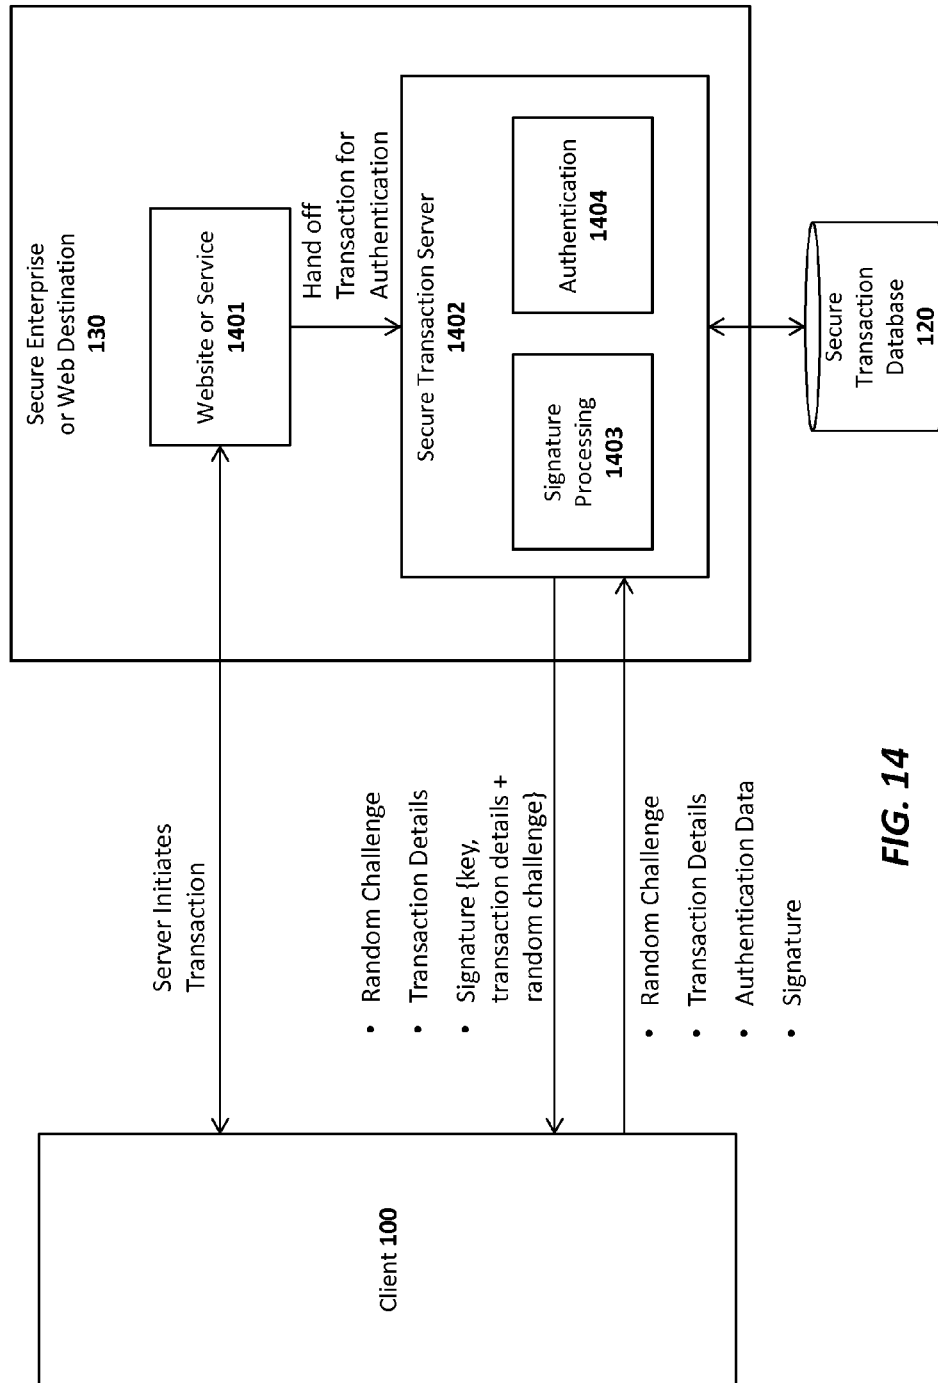 Secure Enterprise
or Web Destination
130
Website or Service
1401
Hand off
Transaction for
Authentication
Secure Transaction Server
1402
Signature
Processing
1403
Authentication
1404
Secure
Transaction
Database
120
Server Initiates
Transaction
• Random Challenge
• Transaction Details
• Signature {key,
transaction details +
random challenge}
• Random Challenge
• Transaction Details
• Authentication Data
• Signature
Client 100
FIG. 14